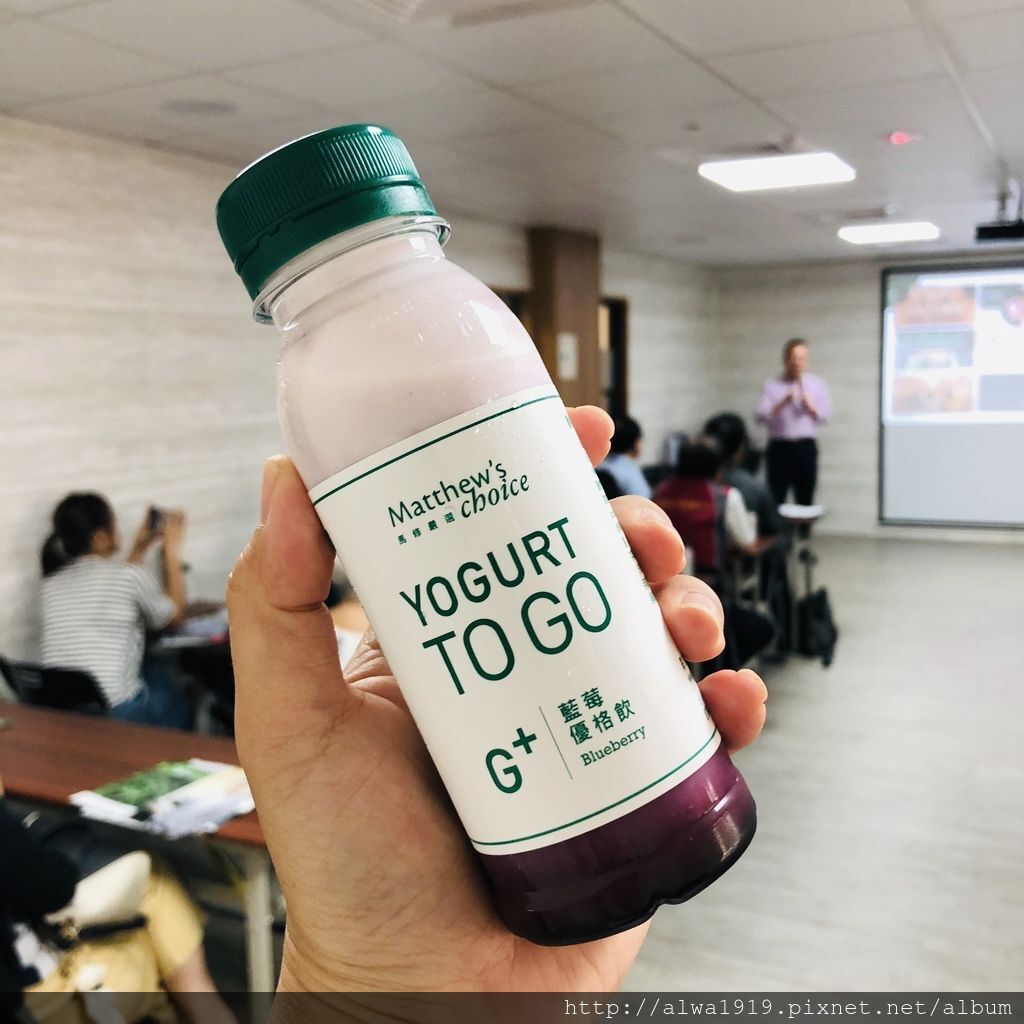 Matthew's
choice
馬修嚴選
YOGURT
TO GO
G+
藍莓
優格飲
Blueberry
http://alwa1919.pixnet.net/album